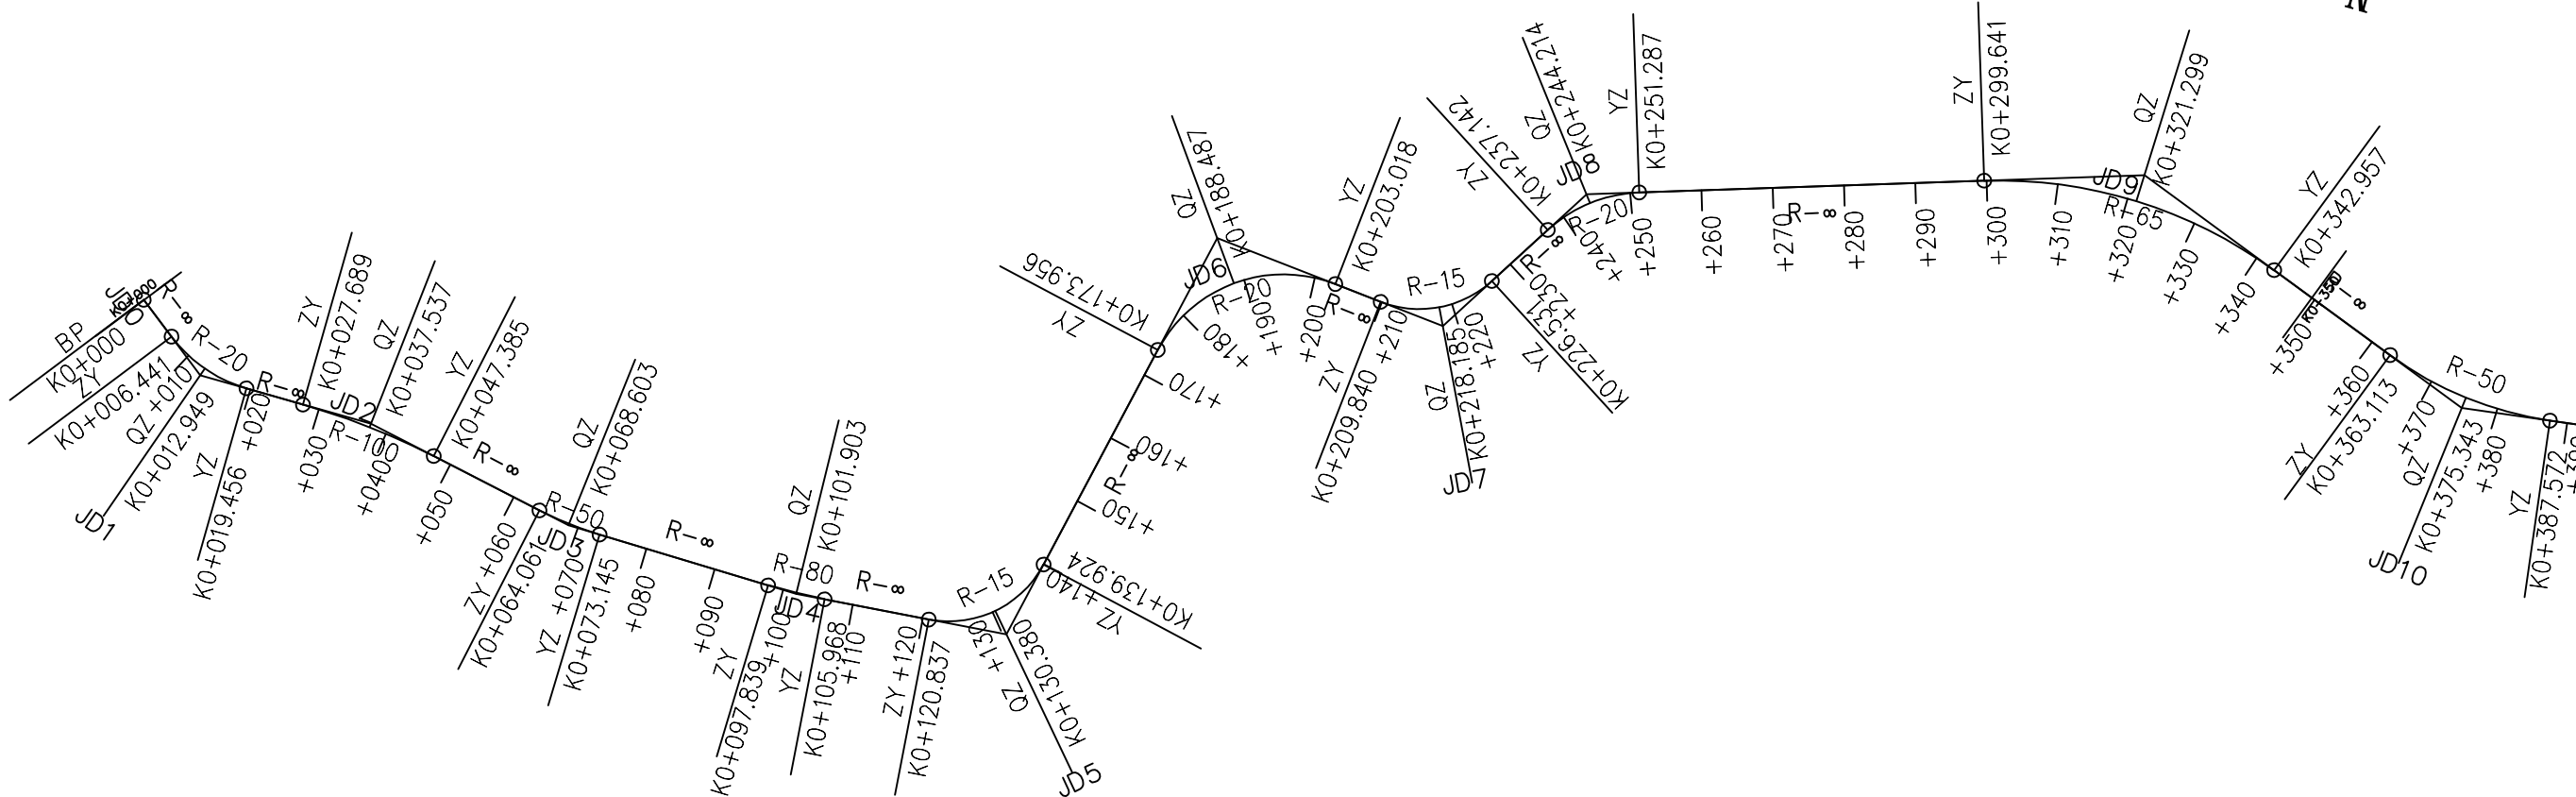 N
BP
K0+000
JD0
K0+000
R-∞
ZY
K0+006.441
R-20
+010
QZ
K0+012.949
JD1
YZ
K0+019.456
+020
R-∞
ZY
K0+027.689
+030
JD2
R-100
QZ
K0+037.537
+040
YZ
K0+047.385
+050
R-∞
+060
ZY
K0+064.061
R-50
JD3
QZ
K0+068.603
+070
YZ
K0+073.145
+080
R-∞
+090
ZY
K0+097.839
+100
R-80
JD4
QZ
K0+101.903
YZ
K0+105.968
+110
R-∞
+120
ZY
K0+120.837
R-15
+130
QZ
K0+130.380
JD5
YZ
K0+139.924
+140
+150
R-∞
+160
+170
ZY
K0+173.956
+180
JD6
R-20
QZ
K0+188.487
+190
+200
YZ
K0+203.018
R-∞
ZY
K0+209.840
+210
R-15
QZ
K0+218.185
JD7
+220
YZ
K0+226.531
+230
R-∞
ZY
K0+237.142
+240
R-20
JD8
QZ
K0+244.214
+250
YZ
K0+251.287
+260
+270
R-∞
+280
+290
ZY
K0+299.641
+300
+310
JD9
R-65
+320
QZ
K0+321.299
+330
+340
YZ
K0+342.957
+350
K0+350
R-∞
+360
ZY
K0+363.113
+370
R-50
QZ
K0+375.343
JD10
+380
YZ
K0+387.572